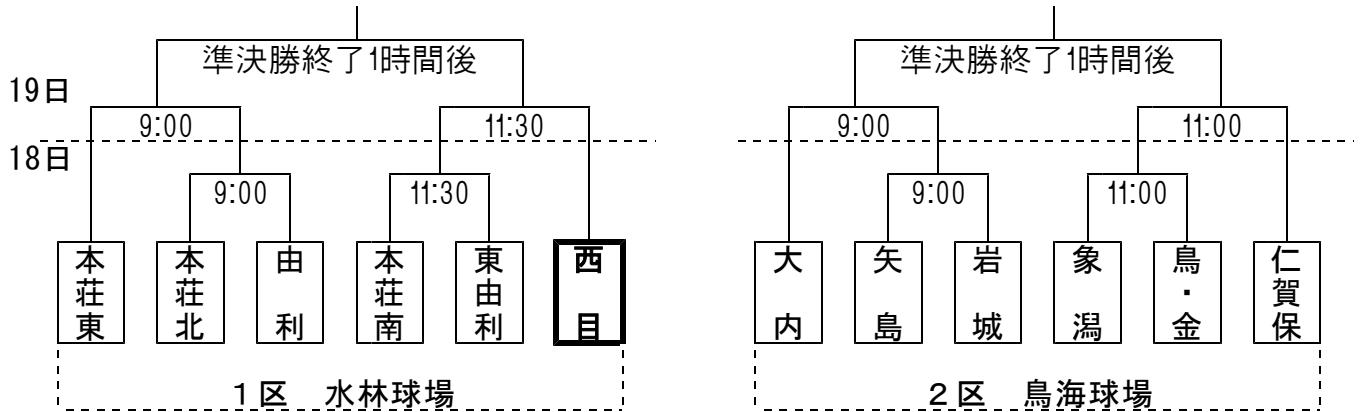 準決勝終了1時間後 準決勝終了1時間後
19日
9:00 11:30 9:00 11:00
18日
9:00 11:30 9:00 11:00
本荘東 本荘北 由利 本荘南 東由利 西目 大内 矢島 岩城 象潟 鳥・金 仁賀保
1区 水林球場 2区 鳥海球場